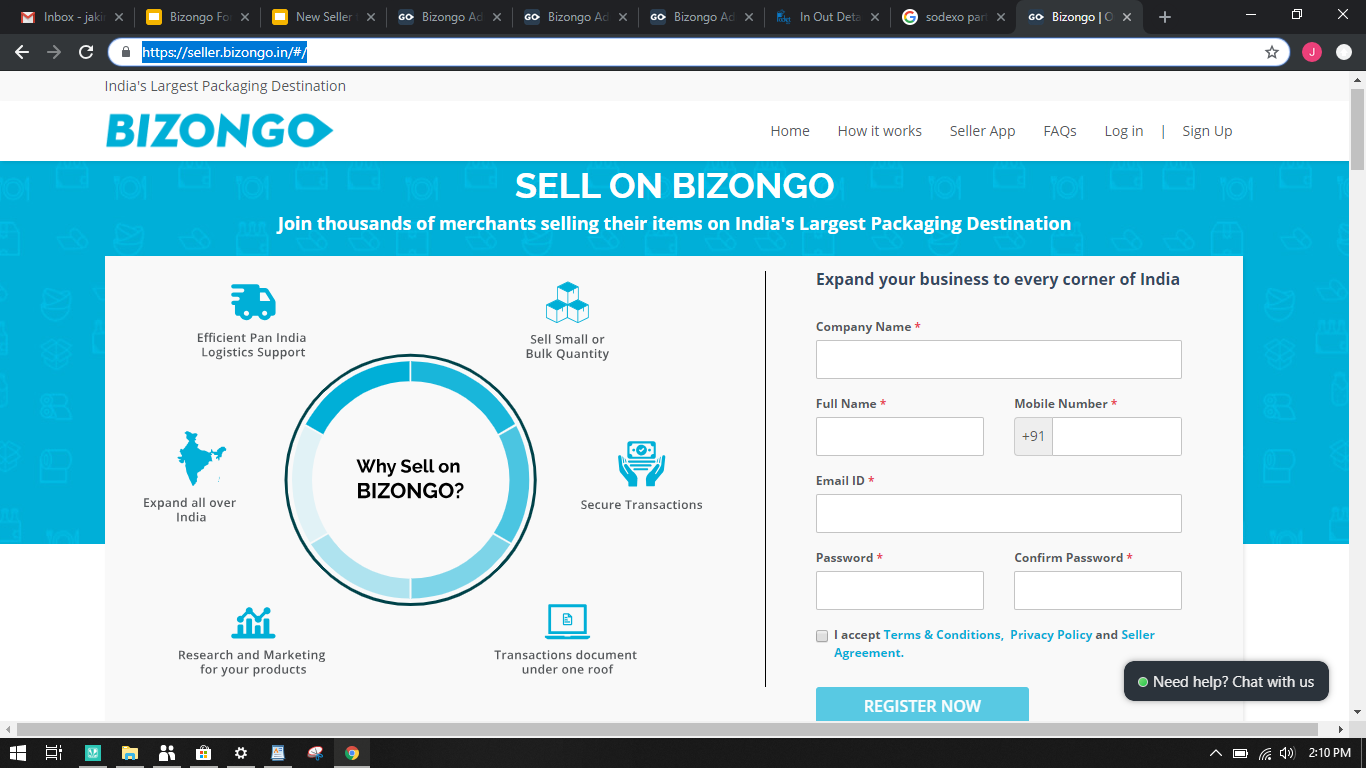 Inbox - jaki
Bizongo Fo
New Seller
Bizongo Ad
Bizongo Ad
Bizongo Ad
In Out Deta
sodexo part
Bizongo | O
https://seller.bizongo.in/#/
J
India's Largest Packaging Destination
BIZONGO
Home
How it works
Seller App
FAQs
Log in | Sign Up
SELL ON BIZONGO
Join thousands of merchants selling their items on India's Largest Packaging Destination
Efficient Pan India
Logistics Support
Sell Small or
Bulk Quantity
Why Sell on
BIZONGO?
Expand all over
India
Secure Transactions
Research and Marketing
for your products
Transactions document
under one roof
Expand your business to every corner of India
Company Name *
Full Name *
Mobile Number *
+91
Email ID *
Password *
Confirm Password *
I accept Terms & Conditions, Privacy Policy and Seller
Agreement.
REGISTER NOW
Need help? Chat with us
2:10 PM